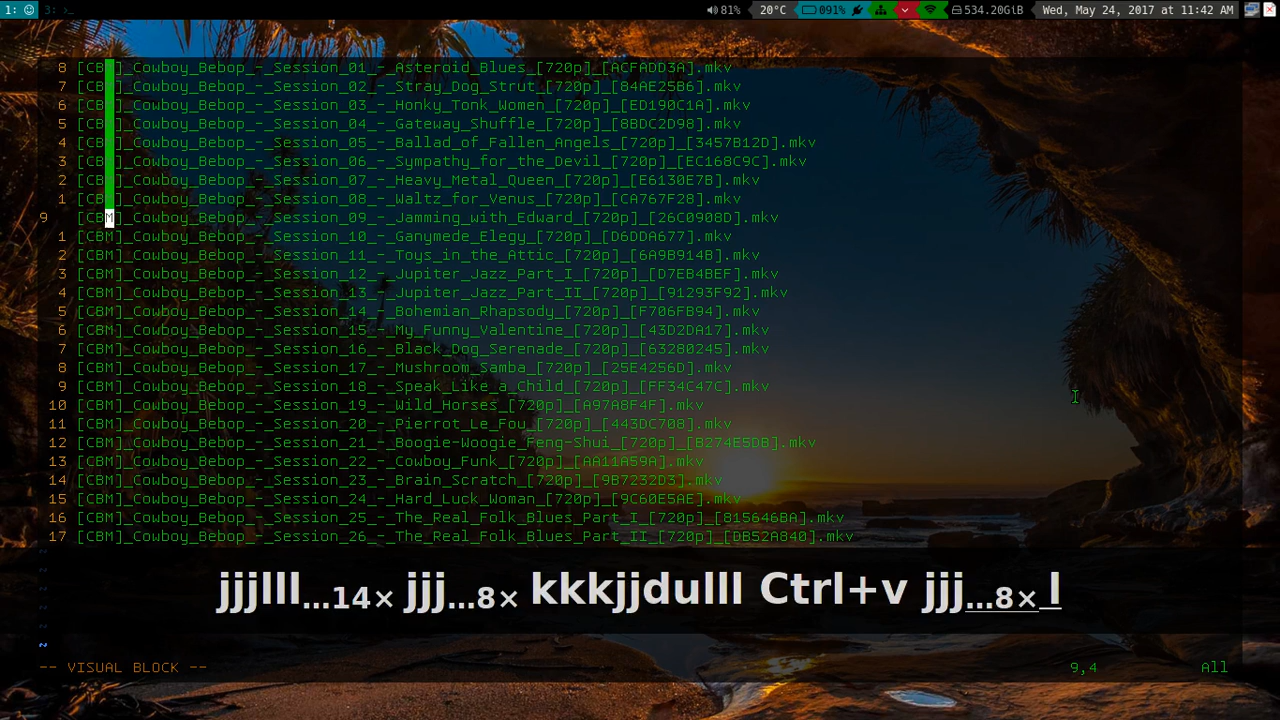 1: ☺ 3: >_ 81% 20°C 091% 534.20GiB Wed, May 24, 2017 at 11:42 AM
8 [CB ]_Cowboy_Bebop_-_Session_01_-_Asteroid_Blues_[720p]_[ACFADD3A].mkv
7 [CB ]_Cowboy_Bebop_-_Session_02_-_Stray_Dog_Strut_[720p]_[84AE25B6].mkv
6 [CB ]_Cowboy_Bebop_-_Session_03_-_Honky_Tonk_Women_[720p]_[ED190C1A].mkv
5 [CB ]_Cowboy_Bebop_-_Session_04_-_Gateway_Shuffle_[720p]_[8BDC2D98].mkv
4 [CB ]_Cowboy_Bebop_-_Session_05_-_Ballad_of_Fallen_Angels_[720p]_[3457B12D].mkv
3 [CB ]_Cowboy_Bebop_-_Session_06_-_Sympathy_for_the_Devil_[720p]_[EC168C9C].mkv
2 [CB ]_Cowboy_Bebop_-_Session_07_-_Heavy_Metal_Queen_[720p]_[E6130E7B].mkv
1 [CB ]_Cowboy_Bebop_-_Session_08_-_Waltz_for_Venus_[720p]_[CA767F28].mkv
9 [CBM]_Cowboy_Bebop_-_Session_09_-_Jamming_with_Edward_[720p]_[26C0908D].mkv
1 [CBM]_Cowboy_Bebop_-_Session_10_-_Ganymede_Elegy_[720p]_[D6DDA677].mkv
2 [CBM]_Cowboy_Bebop_-_Session_11_-_Toys_in_the_Attic_[720p]_[6A9B914B].mkv
3 [CBM]_Cowboy_Bebop_-_Session_12_-_Jupiter_Jazz_Part_I_[720p]_[D7EB4BEF].mkv
4 [CBM]_Cowboy_Bebop_-_Session_13_-_Jupiter_Jazz_Part_II_[720p]_[91293F92].mkv
5 [CBM]_Cowboy_Bebop_-_Session_14_-_Bohemian_Rhapsody_[720p]_[F706FB94].mkv
6 [CBM]_Cowboy_Bebop_-_Session_15_-_My_Funny_Valentine_[720p]_[43D2DA17].mkv
7 [CBM]_Cowboy_Bebop_-_Session_16_-_Black_Dog_Serenade_[720p]_[63280245].mkv
8 [CBM]_Cowboy_Bebop_-_Session_17_-_Mushroom_Samba_[720p]_[25E4256D].mkv
9 [CBM]_Cowboy_Bebop_-_Session_18_-_Speak_Like_a_Child_[720p]_[FF34C47C].mkv
10 [CBM]_Cowboy_Bebop_-_Session_19_-_Wild_Horses_[720p]_[A97A8F4F].mkv
11 [CBM]_Cowboy_Bebop_-_Session_20_-_Pierrot_Le_Fou_[720p]_[443DC708].mkv
12 [CBM]_Cowboy_Bebop_-_Session_21_-_Boogie-Woogie_Feng-Shui_[720p]_[B274E5DB].mkv
13 [CBM]_Cowboy_Bebop_-_Session_22_-_Cowboy_Funk_[720p]_[AA11A59A].mkv
14 [CBM]_Cowboy_Bebop_-_Session_23_-_Brain_Scratch_[720p]_[9B7232D3].mkv
15 [CBM]_Cowboy_Bebop_-_Session_24_-_Hard_Luck_Woman_[720p]_[9C60E5AE].mkv
16 [CBM]_Cowboy_Bebop_-_Session_25_-_The_Real_Folk_Blues_Part_I_[720p]_[815646BA].mkv
17 [CBM]_Cowboy_Bebop_-_Session_26_-_The_Real_Folk_Blues_Part_II_[720p]_[DB52A840].mkv
jjjlll...14× jjj...8× kkkjjdulll Ctrl+v jjj...8× l
~
-- VISUAL BLOCK -- 9,4 All